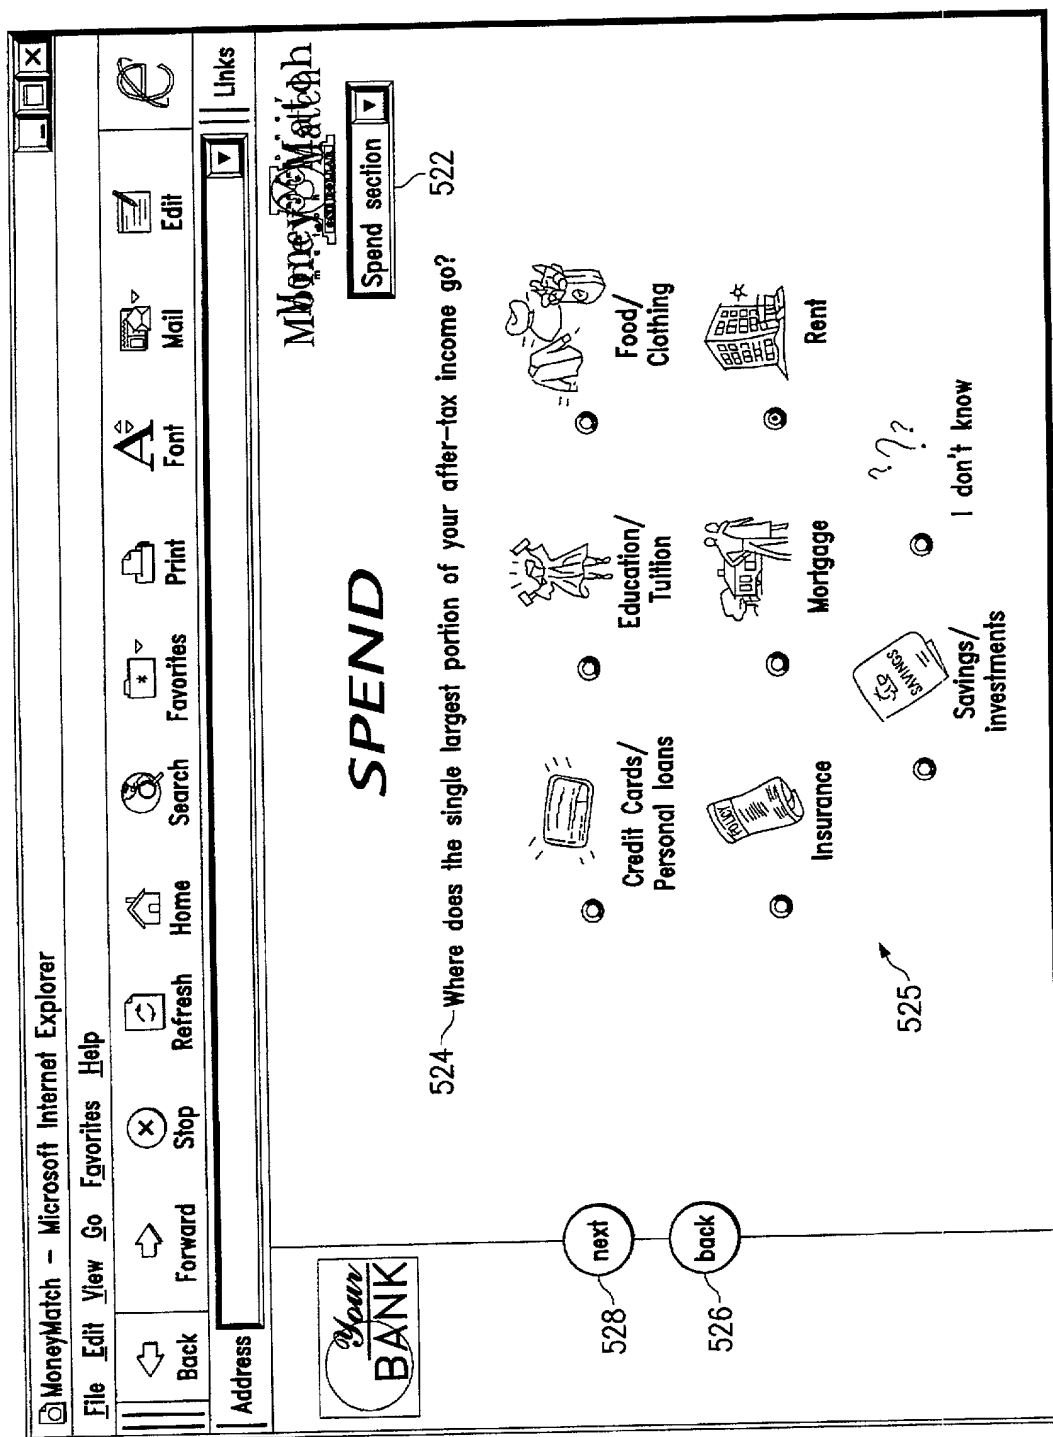 MoneyMatch – Microsoft Internet Explorer
File Edit View Go Favorites Help
Back Forward Stop Refresh Home Search Favorites Print Font Mail Edit
Address
Links
Your
BANK
MoneyMatch
Spend section
522
SPEND
524
Where does the single largest portion of your after-tax income go?
Credit Cards/
Personal loans
Education/
Tuition
Food/
Clothing
POLICY
Insurance
Mortgage
Rent
SAVINGS
Savings/
investments
???
I don't know
525
next
528
back
526